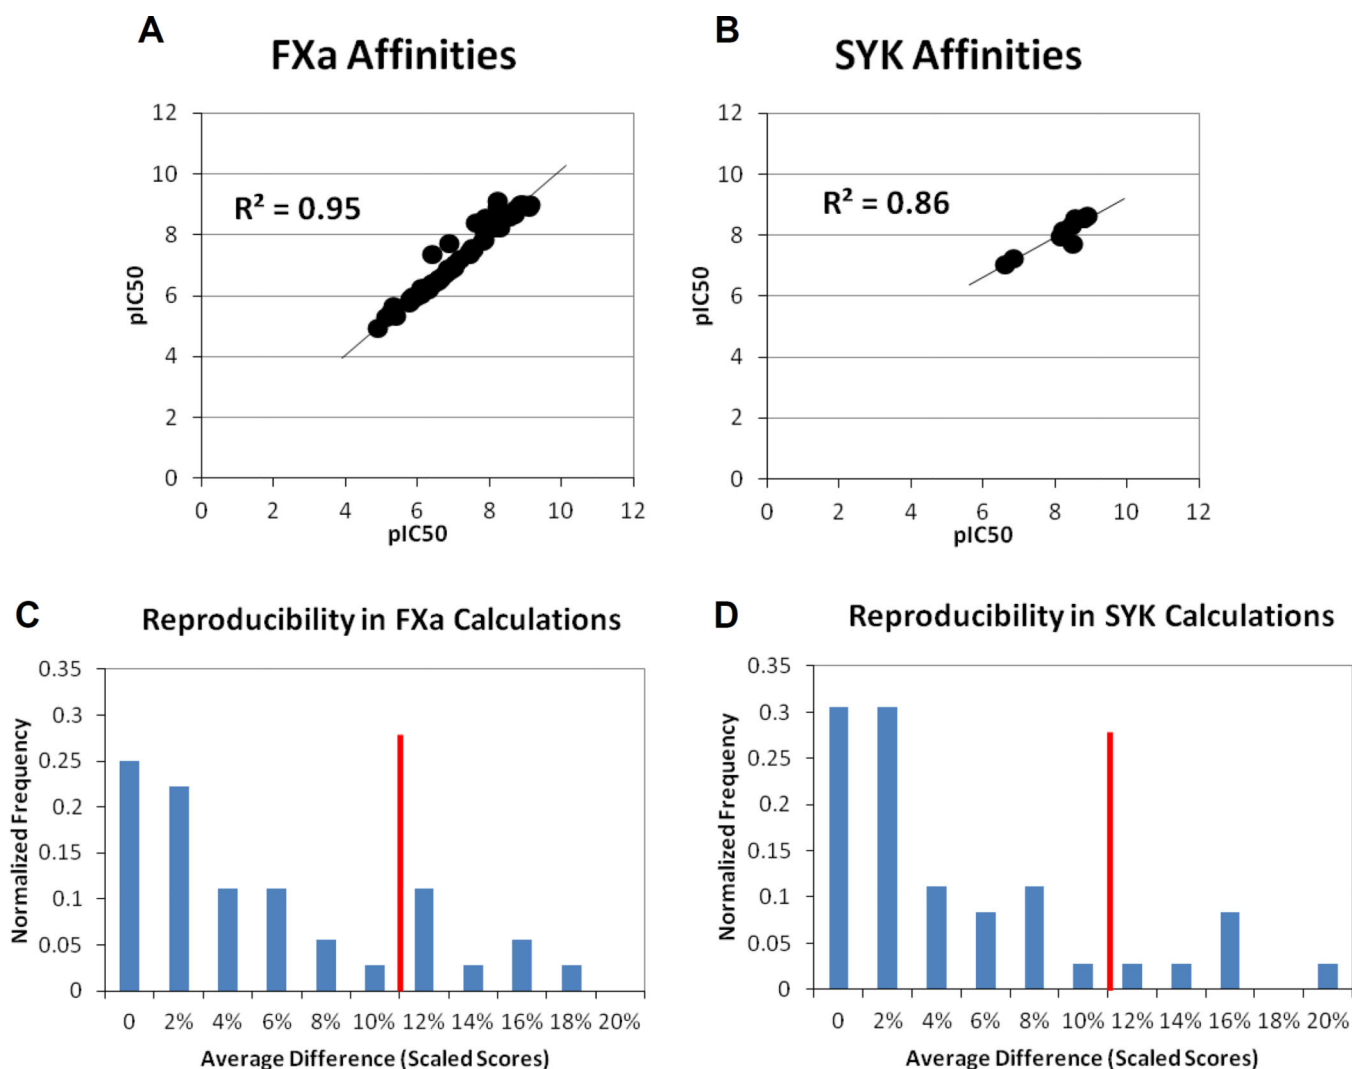 A
FXa Affinities
12
10
8
6
4
2
0
R² = 0.95
pIC50
0 2 4 6 8 10 12
pIC50
B
SYK Affinities
12
10
8
6
4
2
0
R² = 0.86
pIC50
0 2 4 6 8 10 12
pIC50
C
Reproducibility in FXa Calculations
0.35
0.3
0.25
0.2
0.15
0.1
0.05
0
Normalized Frequency
0 2% 4% 6% 8% 10% 12% 14% 16% 18% 20%
Average Difference (Scaled Scores)
D
Reproducibility in SYK Calculations
0.35
0.3
0.25
0.2
0.15
0.1
0.05
0
Normalized Frequency
0 2% 4% 6% 8% 10% 12% 14% 16% 18% 20%
Average Difference (Scaled Scores)